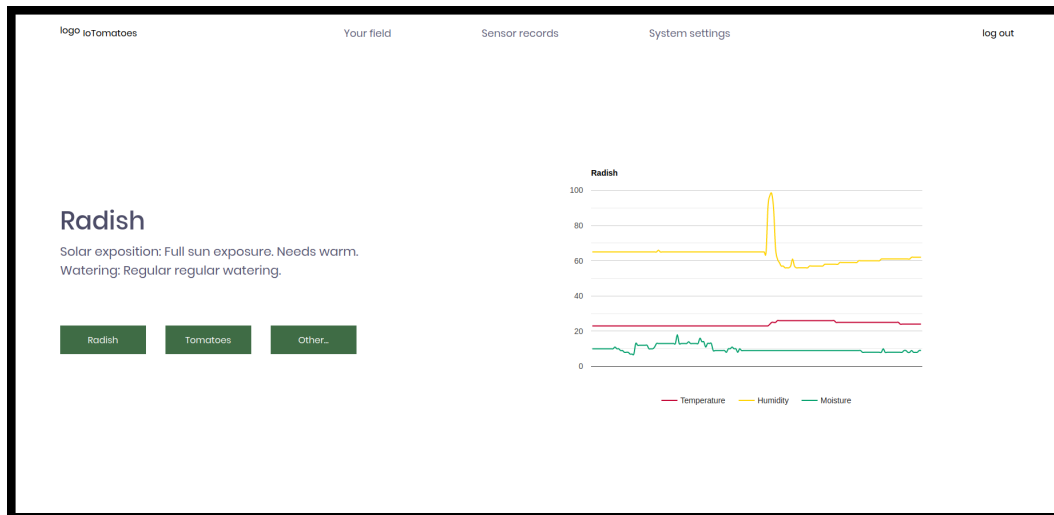 logo IoTomatoes
Your field
Sensor records
System settings
log out
Radish
Solar exposition: Full sun exposure. Needs warm.
Watering: Regular regular watering.
Radish
Tomatoes
Other...
Radish
100
80
60
40
20
0
Temperature
Humidity
Moisture